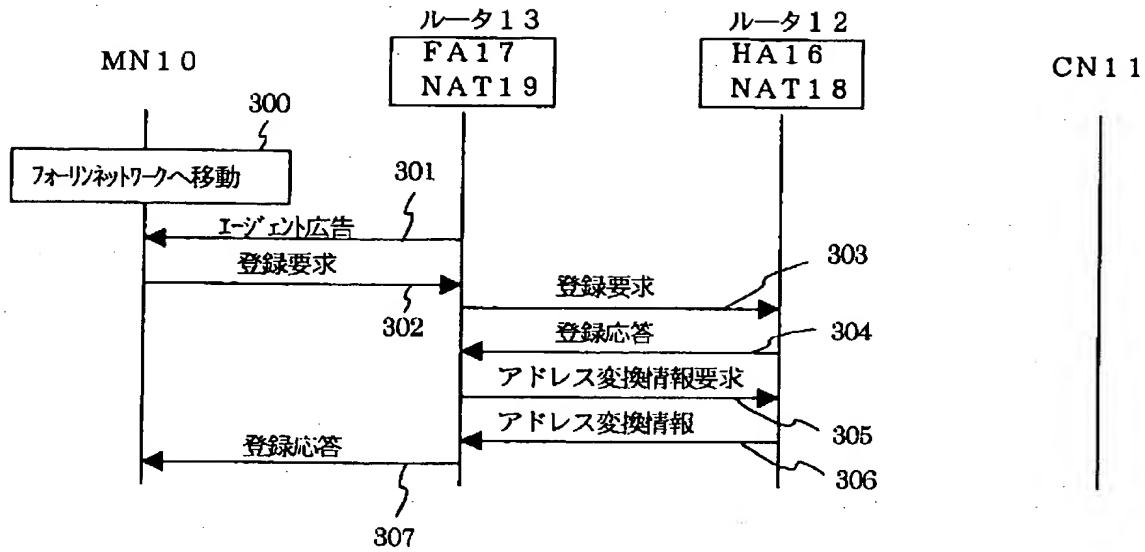 MN10
ルータ13
FA17
NAT19
ルータ12
HA16
NAT18
CN11
300
フォーリンネットワークへ移動
301
エージェント広告
登録要求
302
登録要求
303
登録応答
304
アドレス変換情報要求
305
アドレス変換情報
306
登録応答
307